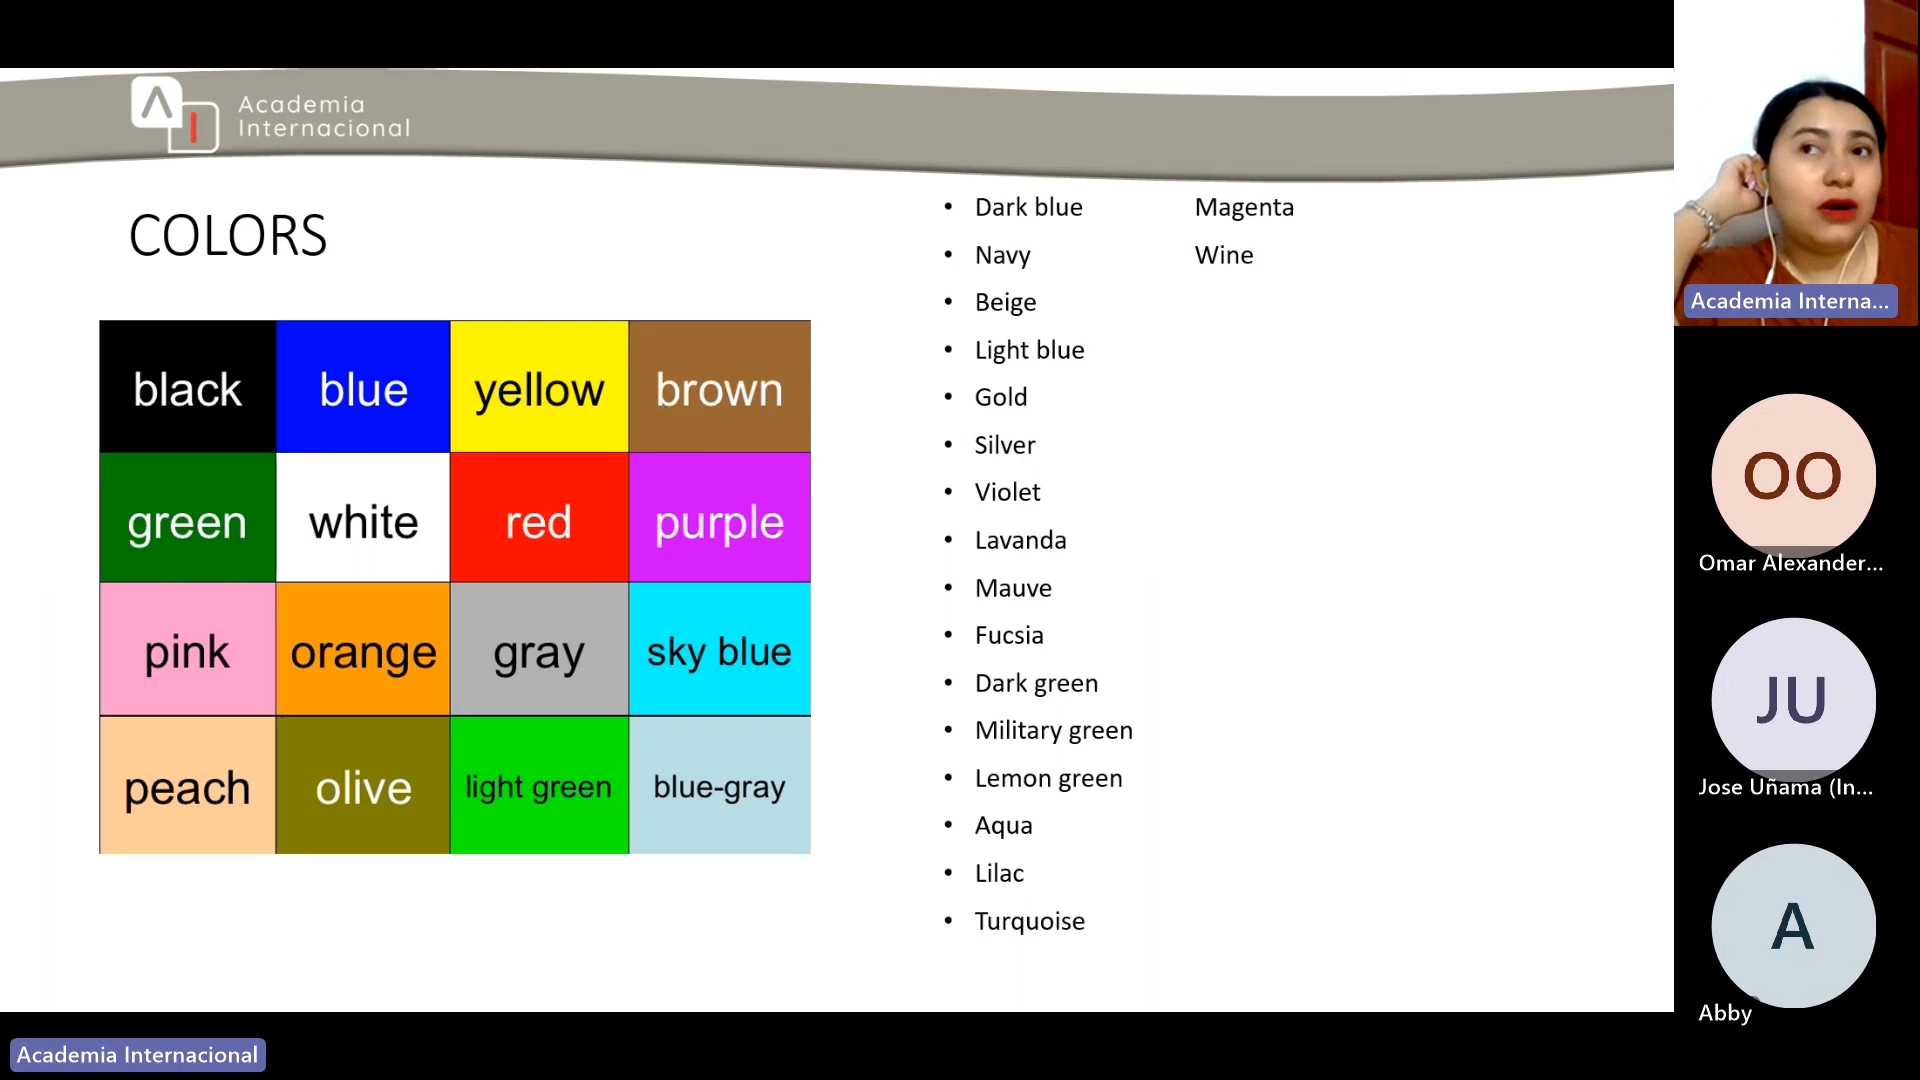 Academia
Internacional
COLORS
black blue yellow brown
green white red purple
pink orange gray sky blue
peach olive light green blue-gray
Dark blue Magenta
Navy Wine
Beige
Light blue
Gold
Silver
Violet
Lavanda
Mauve
Fucsia
Dark green
Military green
Lemon green
Aqua
Lilac
Turquoise
Academia Interna...
OO
Omar Alexander...
JU
Jose Uñama (In...
A
Abby
Academia Internacional